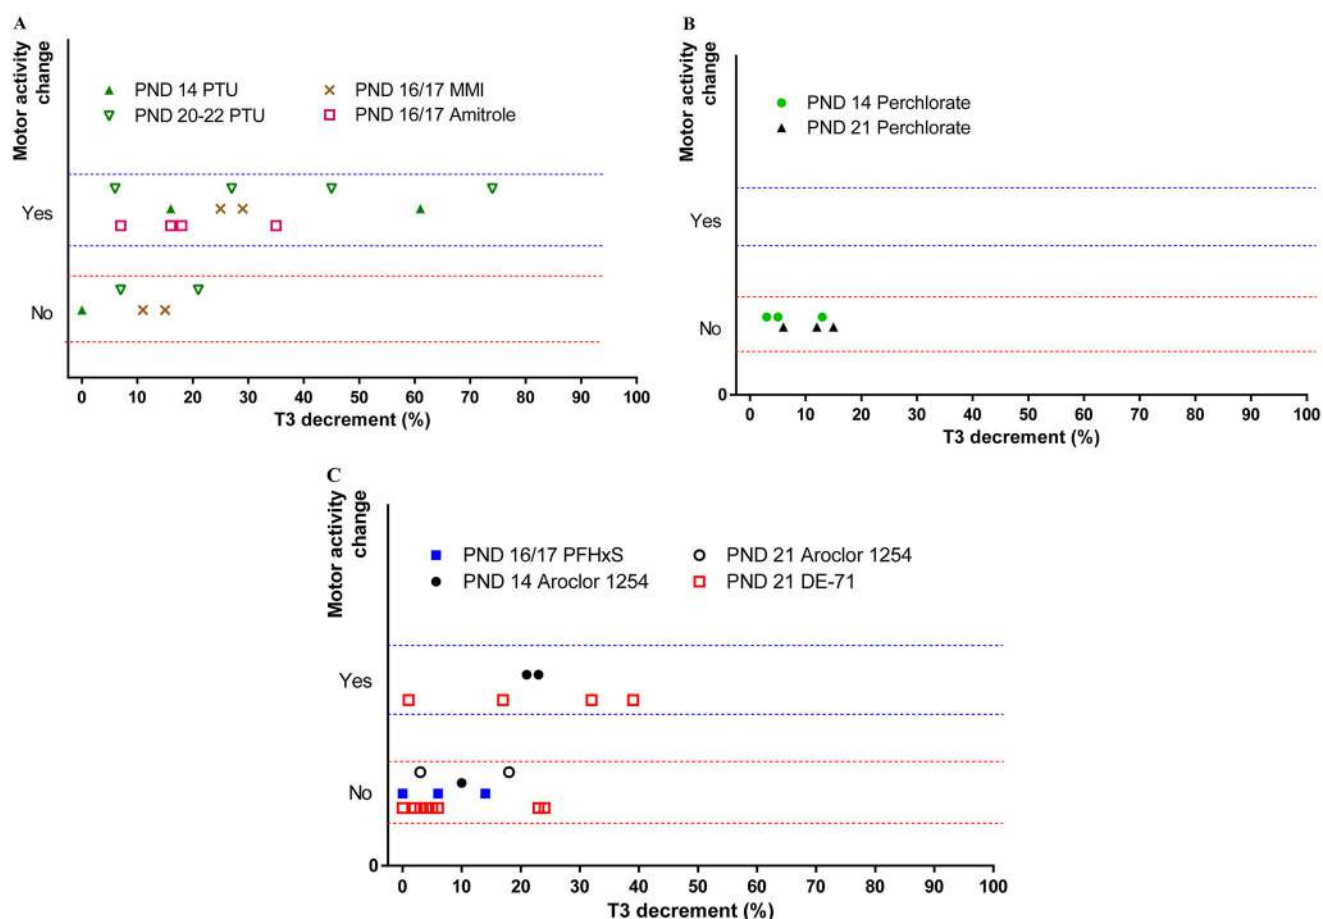 A
Motor activity
change
PND 14 PTU
PND 20-22 PTU
PND 16/17 MMI
PND 16/17 Amitrole
Yes
No
0 10 20 30 40 50 60 70 80 90 100
T3 decrement (%)
B
Motor activity
change
PND 14 Perchlorate
PND 21 Perchlorate
Yes
No
0
0 10 20 30 40 50 60 70 80 90 100
T3 decrement (%)
C
Motor activity
change
PND 16/17 PFHxS
PND 14 Aroclor 1254
PND 21 Aroclor 1254
PND 21 DE-71
Yes
No
0
0 10 20 30 40 50 60 70 80 90 100
T3 decrement (%)